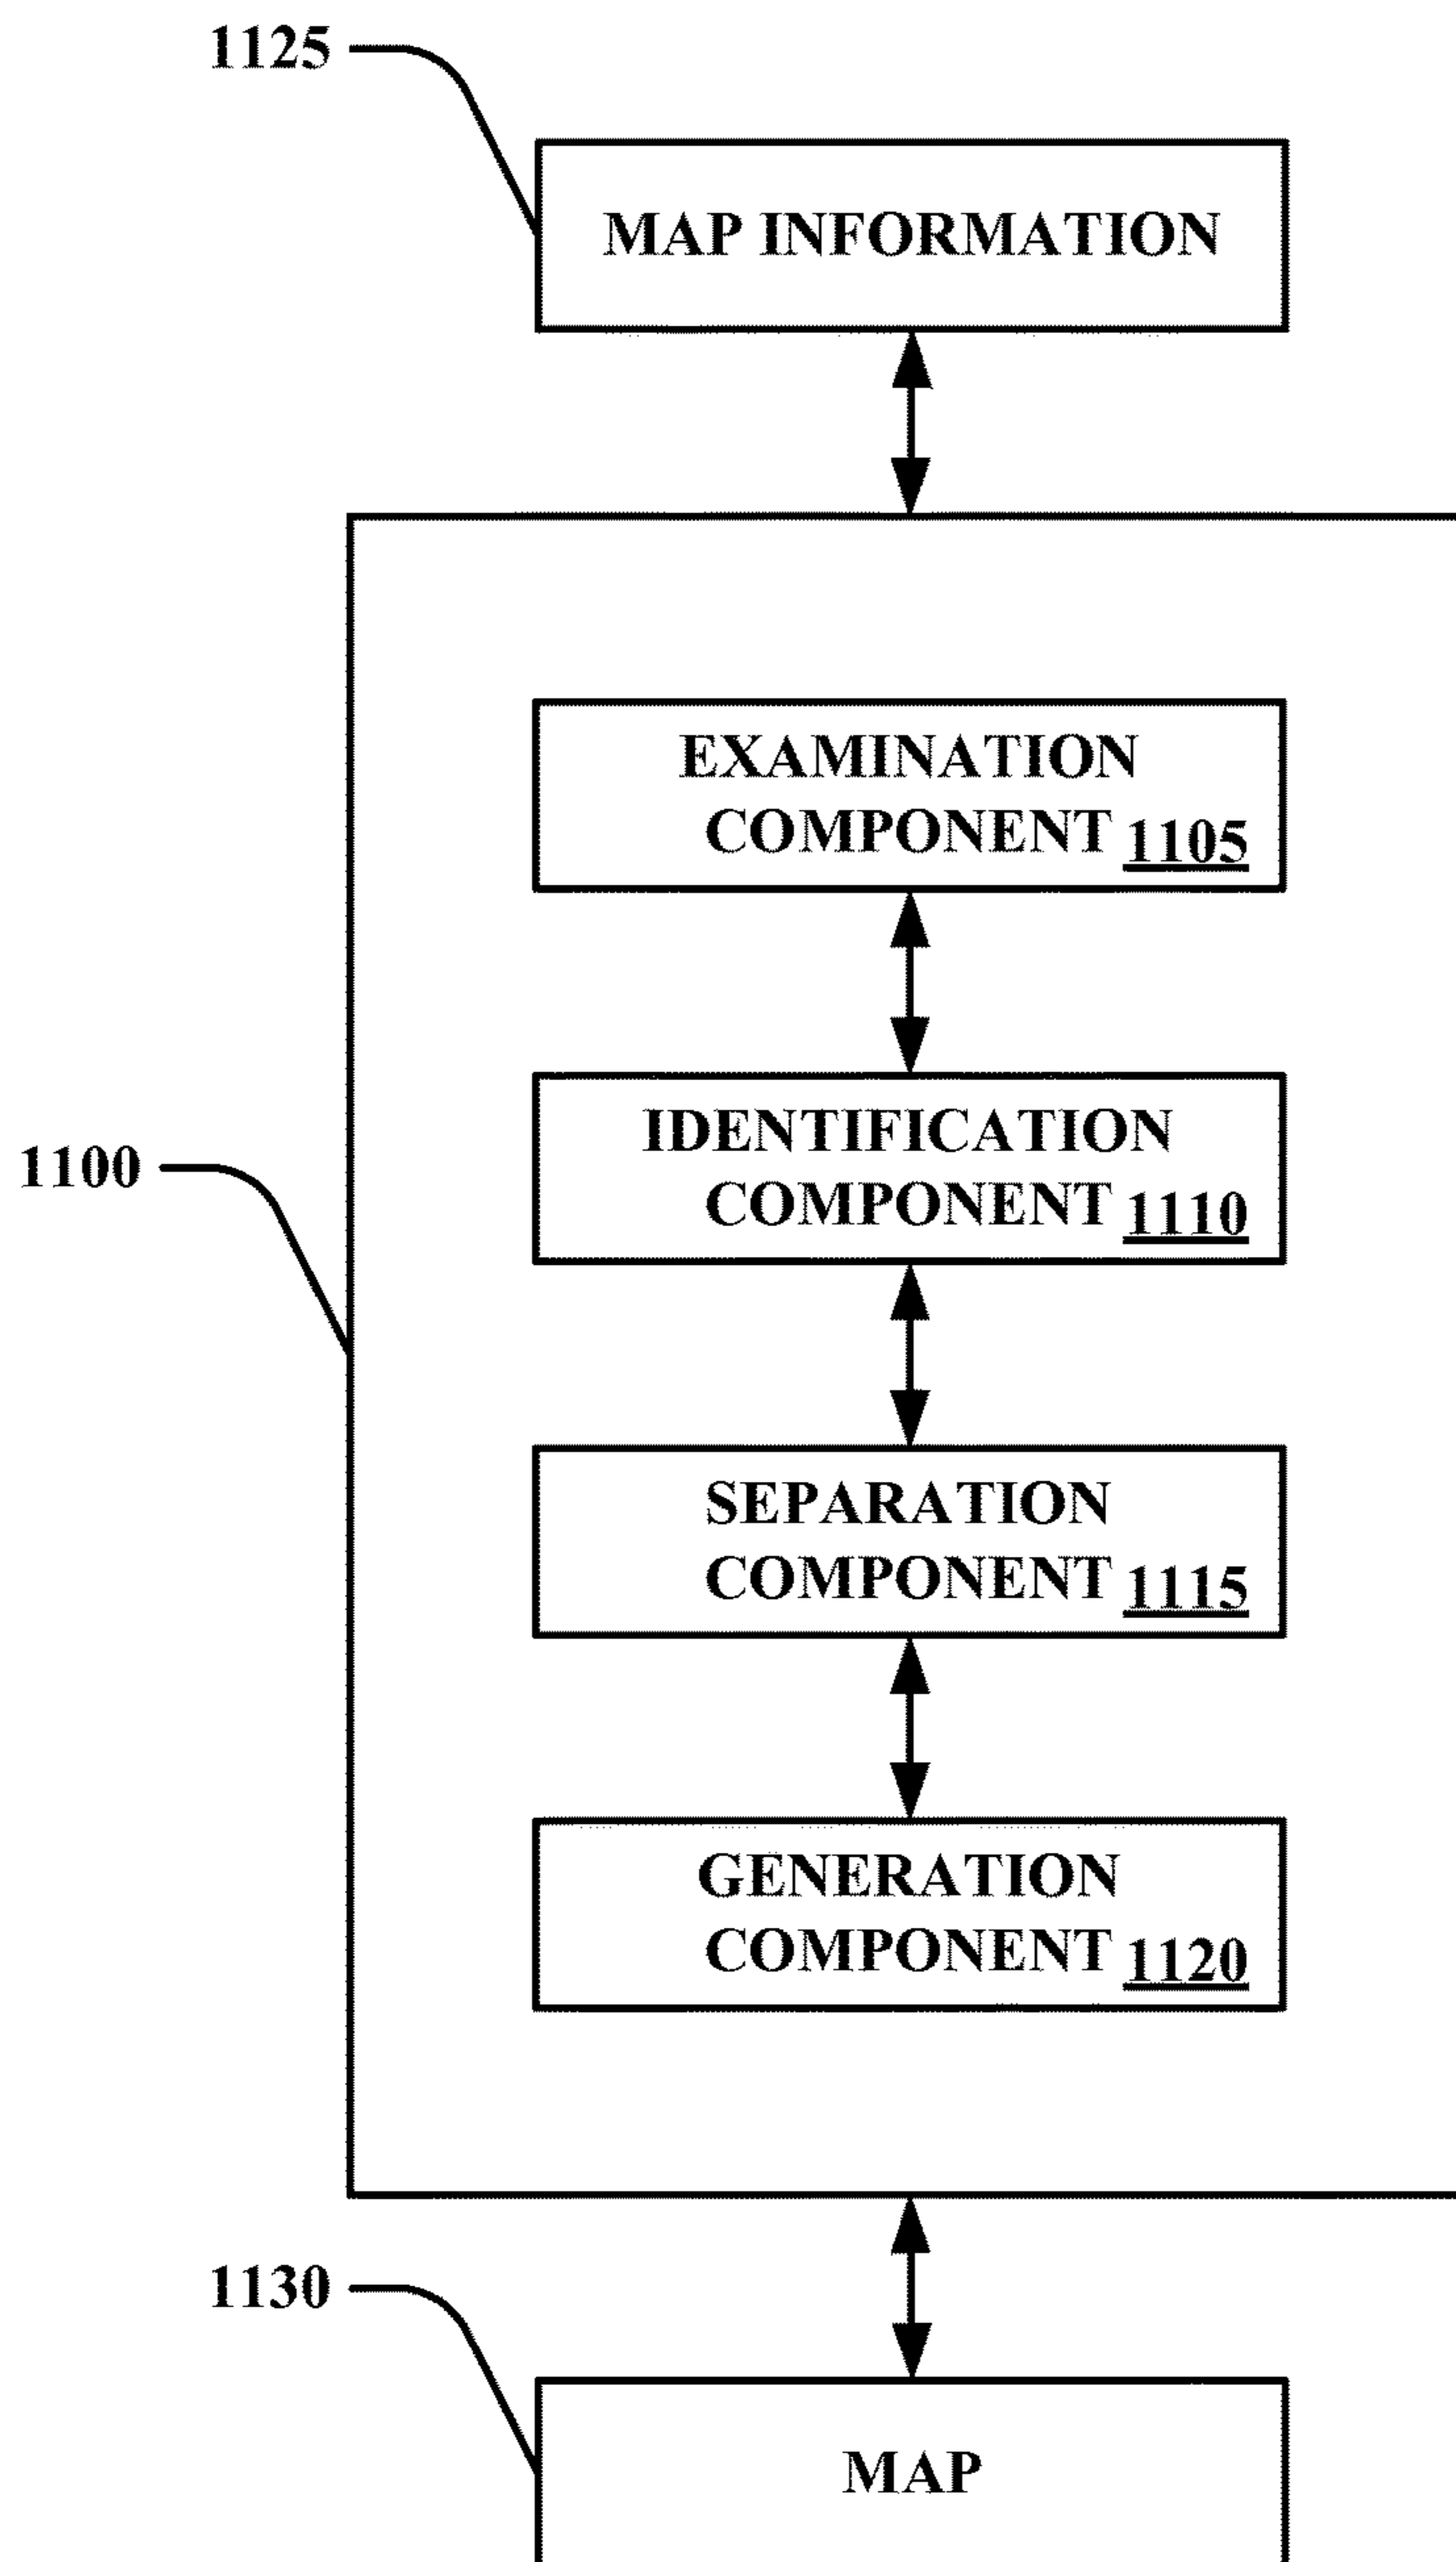 1125
MAP INFORMATION
EXAMINATION
COMPONENT 1105
IDENTIFICATION
COMPONENT 1110
1100
SEPARATION
COMPONENT 1115
GENERATION
COMPONENT 1120
1130
MAP